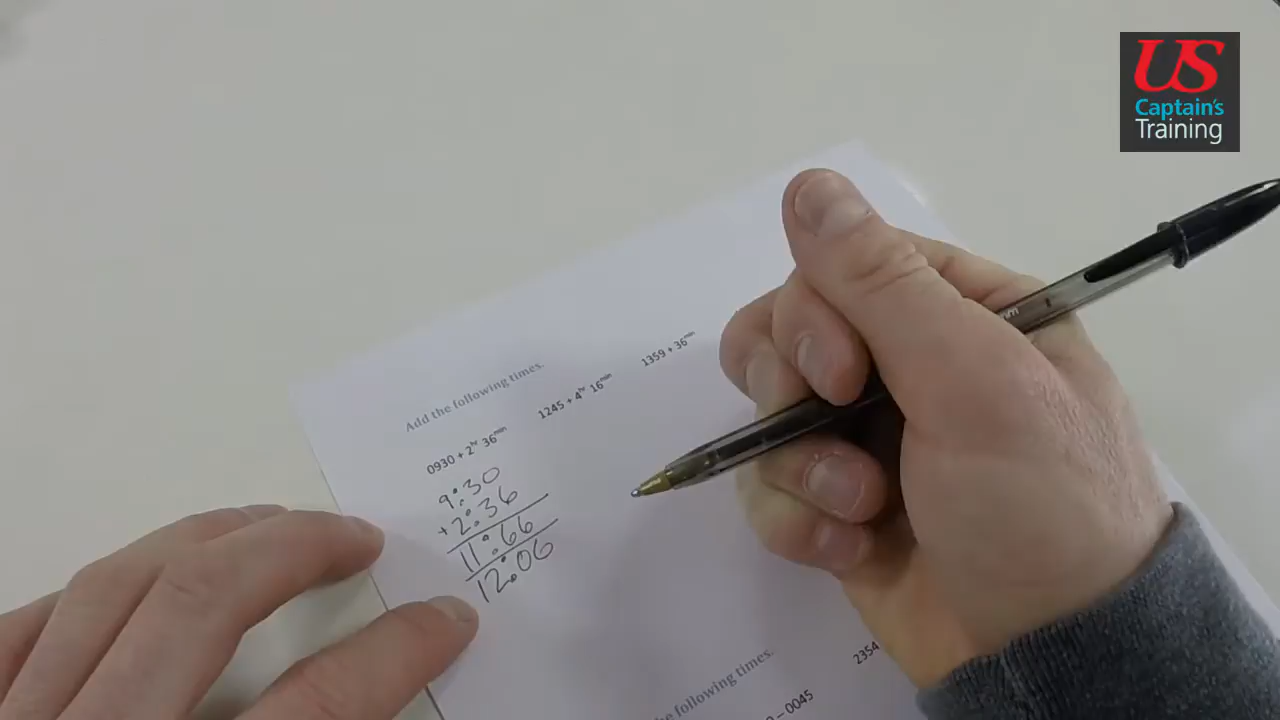 US
Captain's
Training
Add the following times.
0930 + 2hr 36min
1245 + 4hr 16min
1359 + 36min
9:30
+2:36
11:66
12:06
the following times.
– 0045
2354